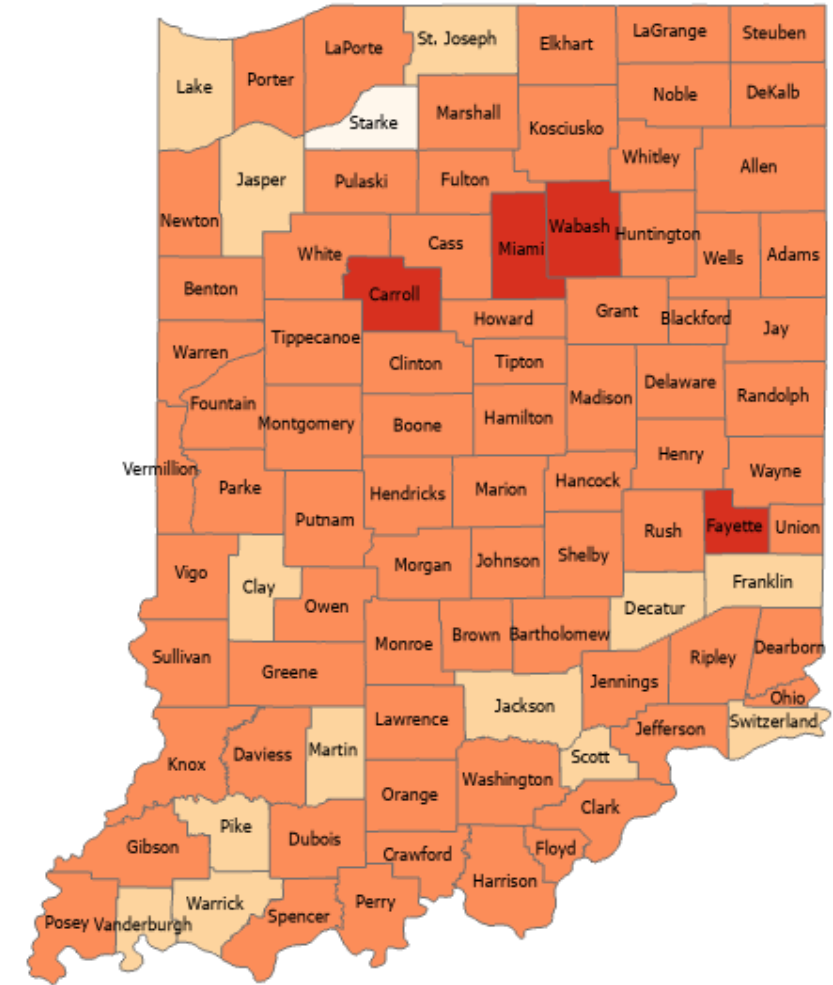 St. Joseph
LaPorte
Elkhart
LaGrange
Steuben
Lake
Porter
Noble
DeKalb
Starke
Marshall
Kosciusko
Whitley
Allen
Jasper
Pulaski
Fulton
Newton
White
Cass
Miami
Wabash
Huntington
Wells
Adams
Benton
Carroll
Howard
Grant
Blackford
Jay
Warren
Tippecanoe
Clinton
Tipton
Fountain
Montgomery
Boone
Hamilton
Madison
Delaware
Randolph
Vermillion
Parke
Putnam
Hendricks
Marion
Hancock
Henry
Wayne
Vigo
Clay
Owen
Morgan
Johnson
Shelby
Rush
Fayette
Union
Franklin
Decatur
Sullivan
Greene
Monroe
Brown
Bartholomew
Jennings
Ripley
Dearborn
Ohio
Switzerland
Knox
Daviess
Martin
Lawrence
Jackson
Scott
Jefferson
Orange
Washington
Clark
Gibson
Pike
Dubois
Crawford
Floyd
Harrison
Posey
Vanderburgh
Warrick
Spencer
Perry